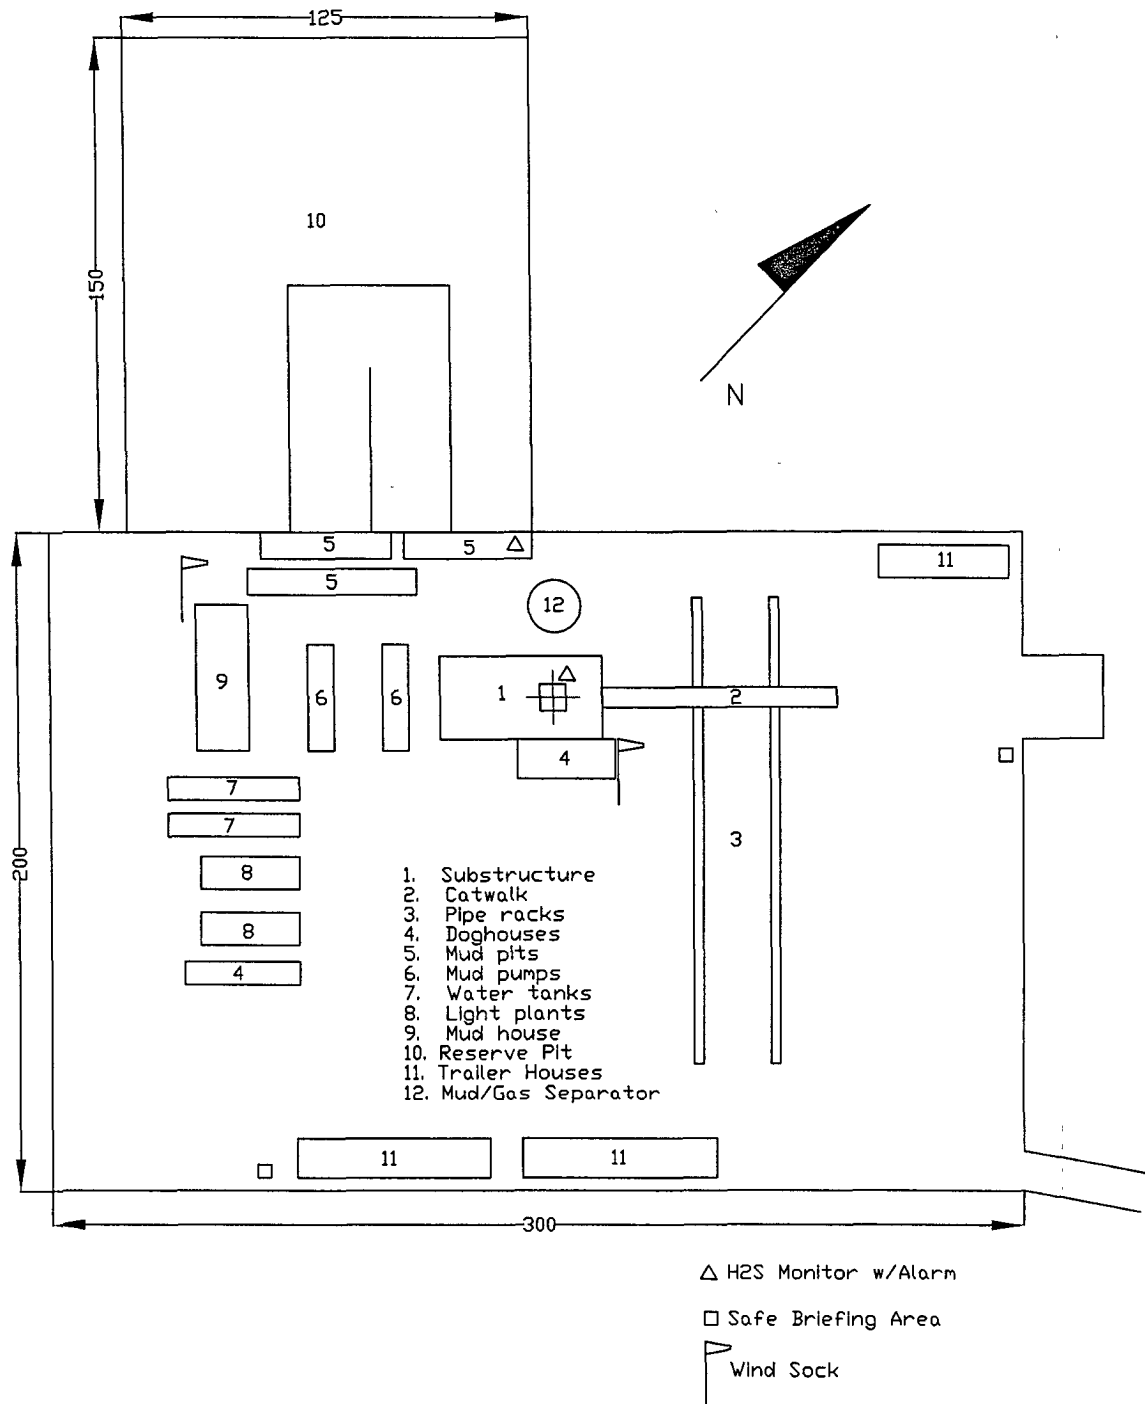 125
150
10
N
5
5
5
11
12
9
6
6
1
2
4
7
7
3
200
8
8
4
1. Substructure
2. Catwalk
3. Pipe racks
4. Doghouses
5. Mud pits
6. Mud pumps
7. Water tanks
8. Light plants
9. Mud house
10. Reserve Pit
11. Trailer Houses
12. Mud/Gas Separator
11
11
300
H2S Monitor w/Alarm
Safe Briefing Area
Wind Sock